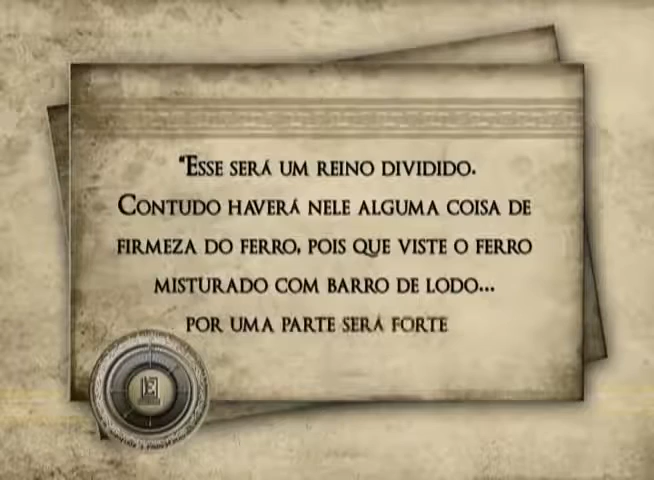 "Esse será um reino dividido.
Contudo haverá nele alguma coisa de
firmeza do ferro, pois que viste o ferro
misturado com barro de lodo...
por uma parte será forte